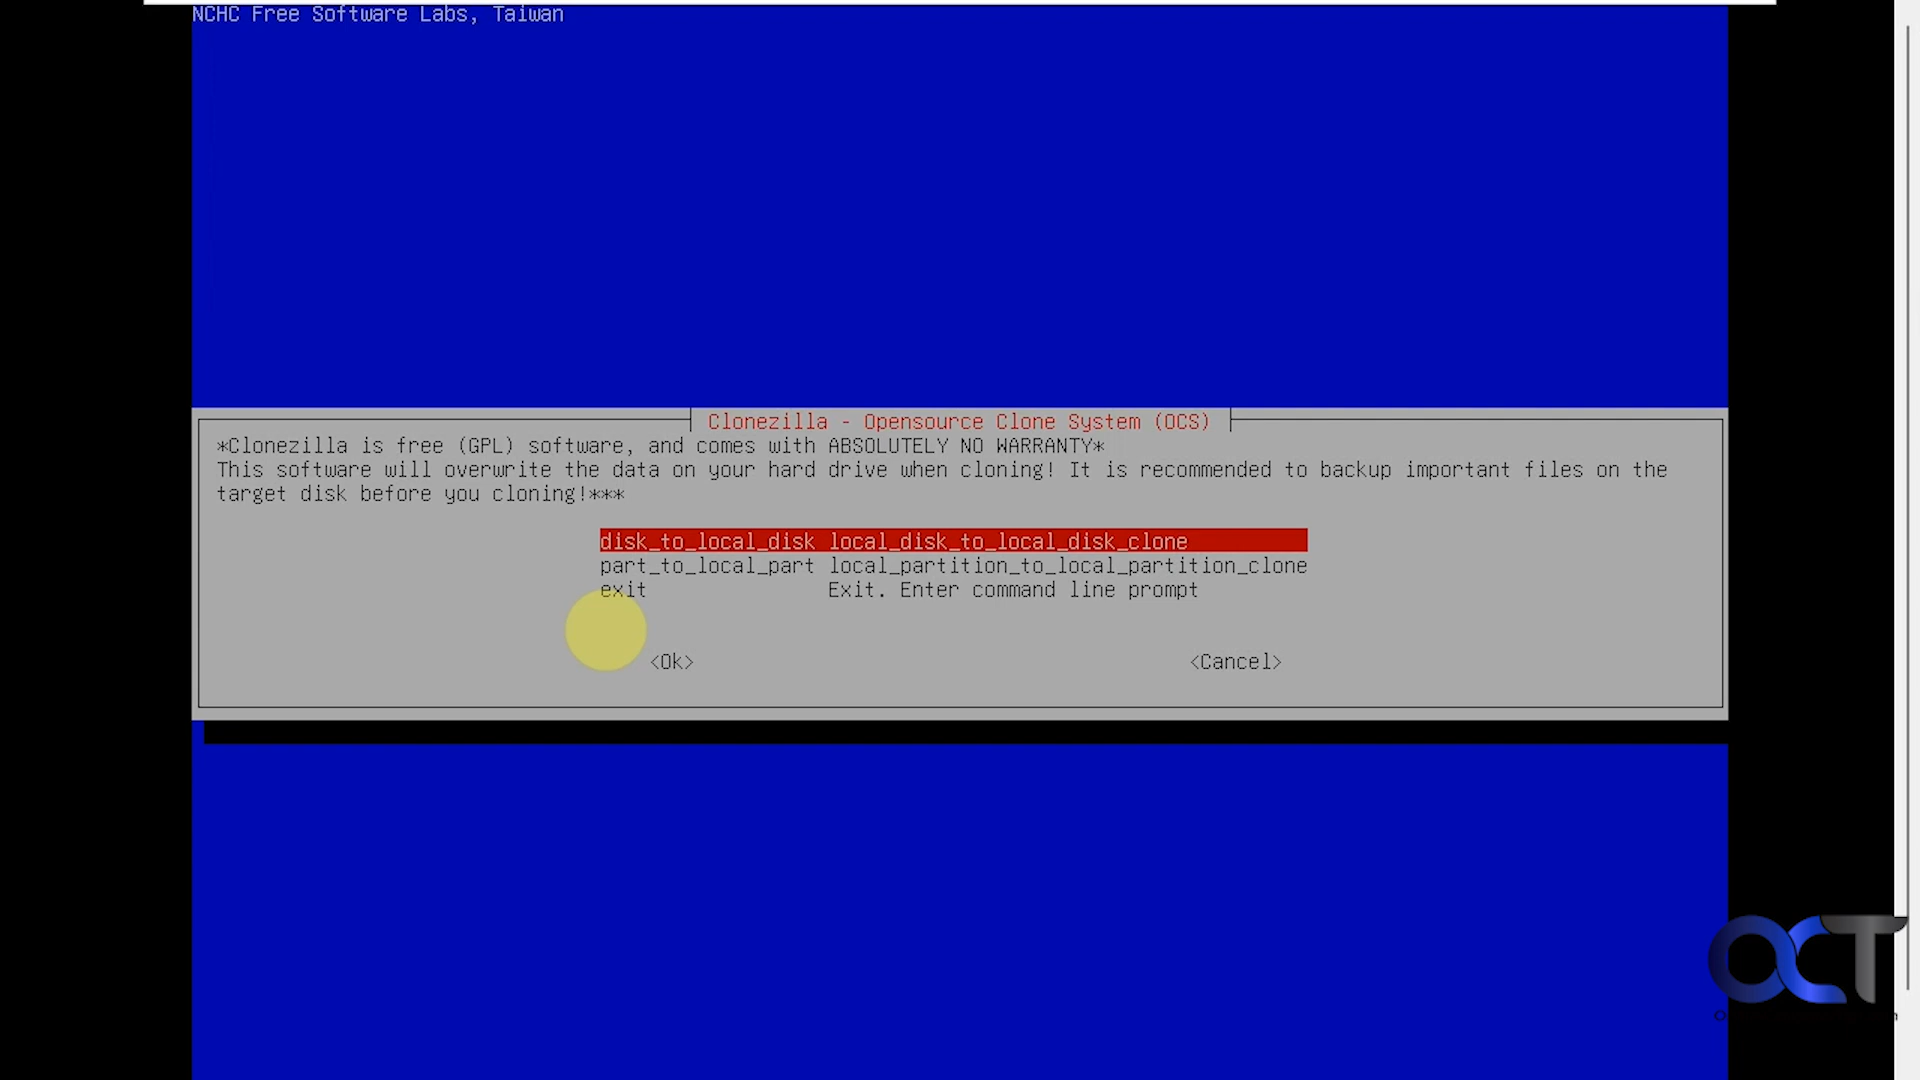 NCHC Free Software Labs, Taiwan
Clonezilla - Opensource Clone System (OCS)
*Clonezilla is free (GPL) software, and comes with ABSOLUTELY NO WARRANTY*
This software will overwrite the data on your hard drive when cloning! It is recommended to backup important files on the
target disk before you cloning!***
disk_to_local_disk local_disk_to_local_disk_clone
part_to_local_part local_partition_to_local_partition_clone
exit Exit. Enter command line prompt
<Ok> <Cancel>
OCT